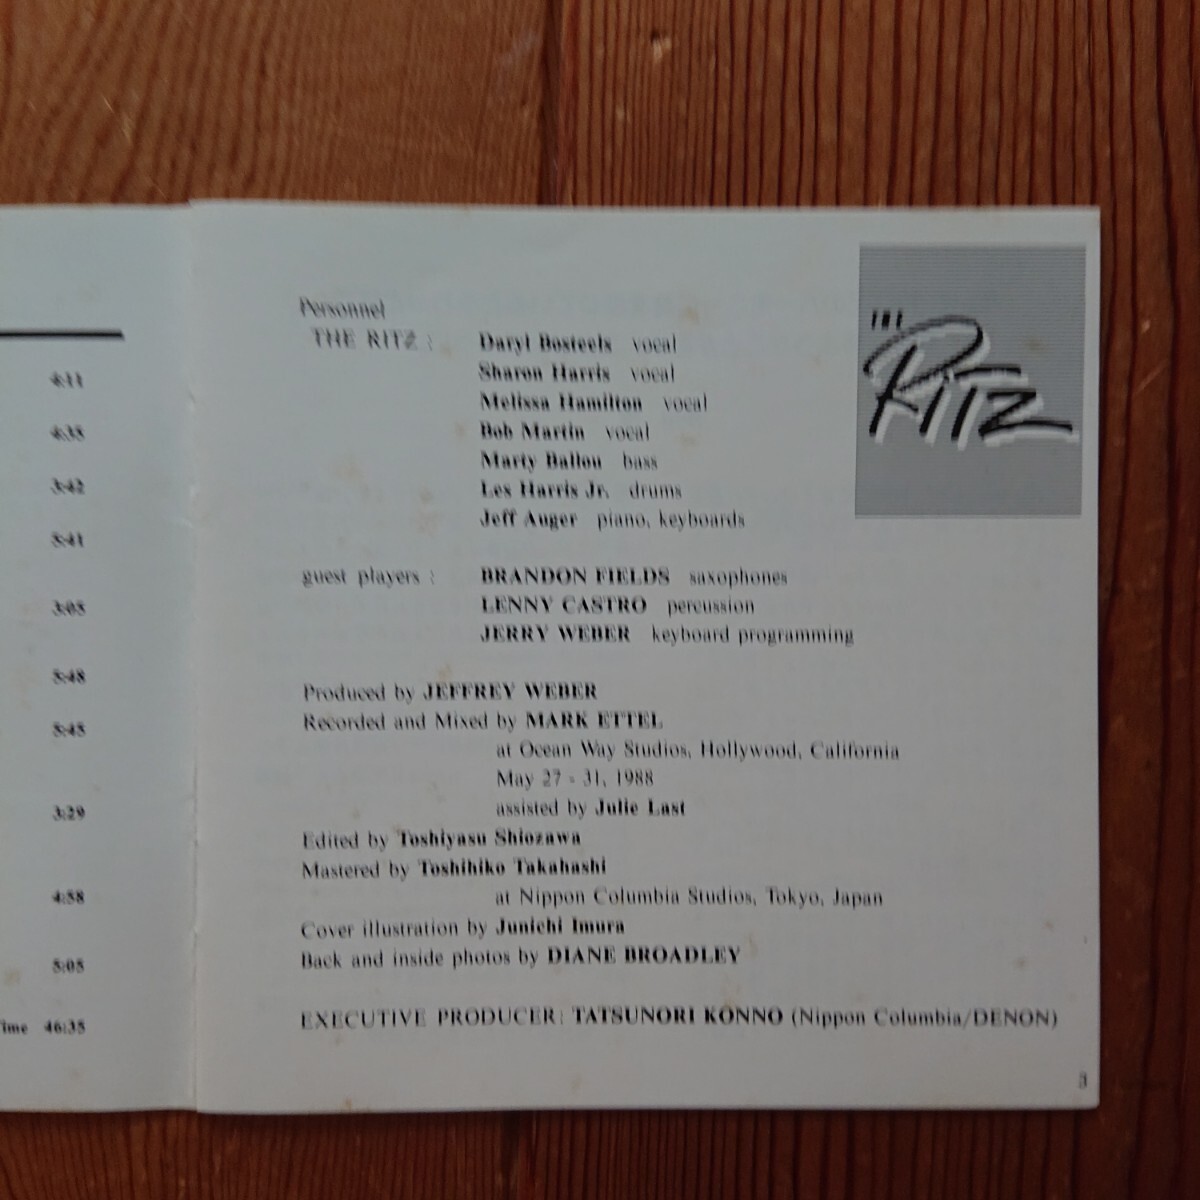 4:11
4:35
3:42
5:41
3:05
5:48
5:45
3:29
4:58
5:05
Time 46:35
THE RITZ
Personnel
THE RITZ : Daryl Bosteels vocal
Sharon Harris vocal
Melissa Hamilton vocal
Bob Martin vocal
Marty Ballou bass
Les Harris Jr. drums
Jeff Auger piano, keyboards
guest players : BRANDON FIELDS saxophones
LENNY CASTRO percussion
JERRY WEBER keyboard programming
Produced by JEFFREY WEBER
Recorded and Mixed by MARK ETTEL
at Ocean Way Studios, Hollywood, California
May 27 - 31, 1988
assisted by Julie Last
Edited by Toshiyasu Shiozawa
Mastered by Toshihiko Takahashi
at Nippon Columbia Studios, Tokyo, Japan
Cover illustration by Junichi Imura
Back and inside photos by DIANE BROADLEY
EXECUTIVE PRODUCER: TATSUNORI KONNO (Nippon Columbia/DENON)
3